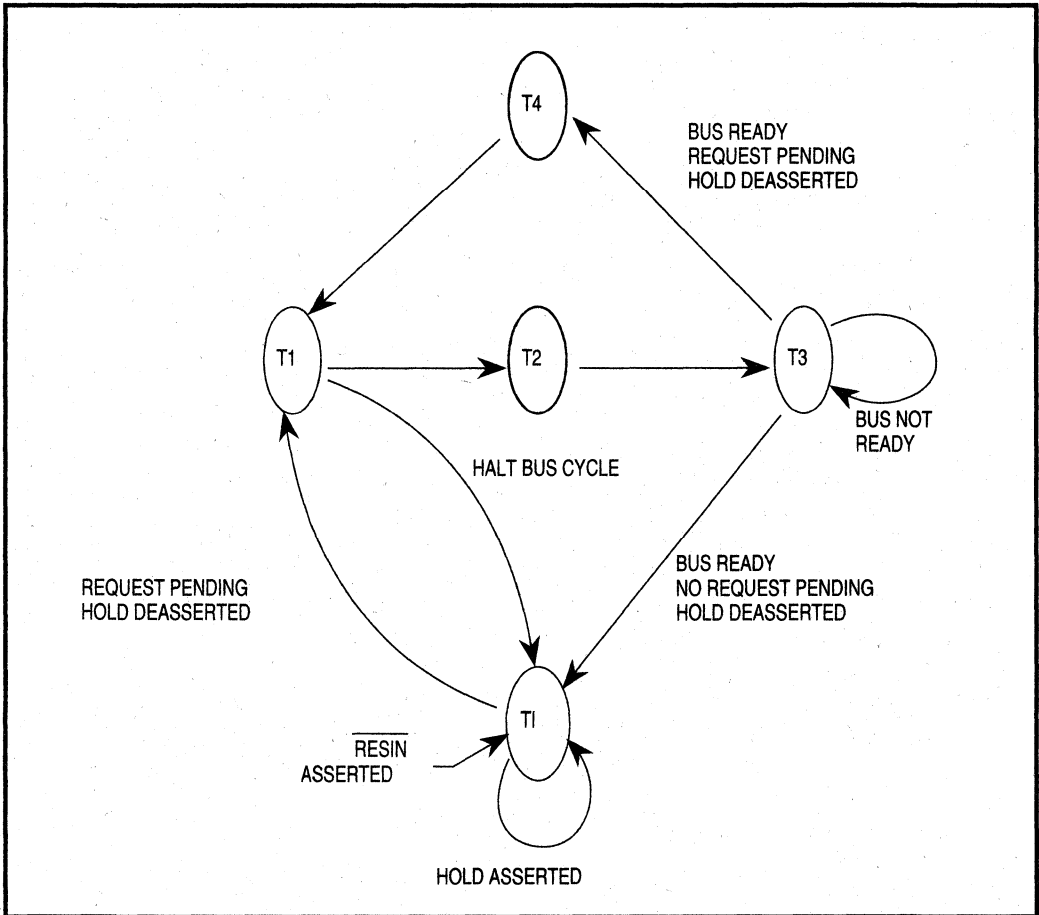 T4
BUS READY
REQUEST PENDING
HOLD DEASSERTED
T1
T2
T3
BUS NOT
READY
HALT BUS CYCLE
BUS READY
NO REQUEST PENDING
HOLD DEASSERTED
REQUEST PENDING
HOLD DEASSERTED
TI
RESIN
ASSERTED
HOLD ASSERTED